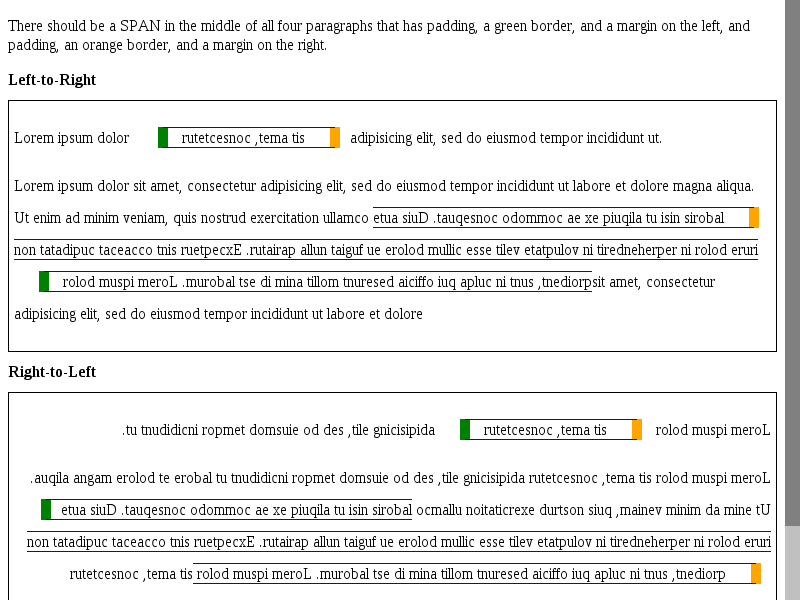 There should be a SPAN in the middle of all four paragraphs that has padding, a green border, and a margin on the left, and
padding, an orange border, and a margin on the right.
Left-to-Right
Lorem ipsum dolor rutetcesnoc ,tema tis adipisicing elit, sed do eiusmod tempor incididunt ut.
Lorem ipsum dolor sit amet, consectetur adipisicing elit, sed do eiusmod tempor incididunt ut labore et dolore magna aliqua.
Ut enim ad minim veniam, quis nostrud exercitation ullamco etua siuD .tauqesnoc odommoc ae xe piuqila tu isin sirobal
non tatadipuc taceacco tnis ruetpecxE .rutairap allun taiguf ue erolod mullic esse tilev etatpulov ni tiredneherper ni rolod eruri
rolod muspi meroL .murobal tse di mina tillom tnuresed aiciffo iuq apluc ni tnus ,tnediorpsit amet, consectetur
adipisicing elit, sed do eiusmod tempor incididunt ut labore et dolore
Right-to-Left
.tu tnudidicni ropmet domsuie od des ,tile gnicisipida rutetcesnoc ,tema tis rolod muspi meroL
.auqila angam erolod te erobal tu tnudidicni ropmet domsuie od des ,tile gnicisipida rutetcesnoc ,tema tis rolod muspi meroL
etua siuD .tauqesnoc odommoc ae xe piuqila tu isin sirobal ocmallu noitaticrexe durtson siuq ,mainev minim da mine tU
non tatadipuc taceacco tnis ruetpecxE .rutairap allun taiguf ue erolod mullic esse tilev etatpulov ni tiredneherper ni rolod eruri
rutetcesnoc ,tema tis rolod muspi meroL .murobal tse di mina tillom tnuresed aiciffo iuq apluc ni tnus ,tnediorp